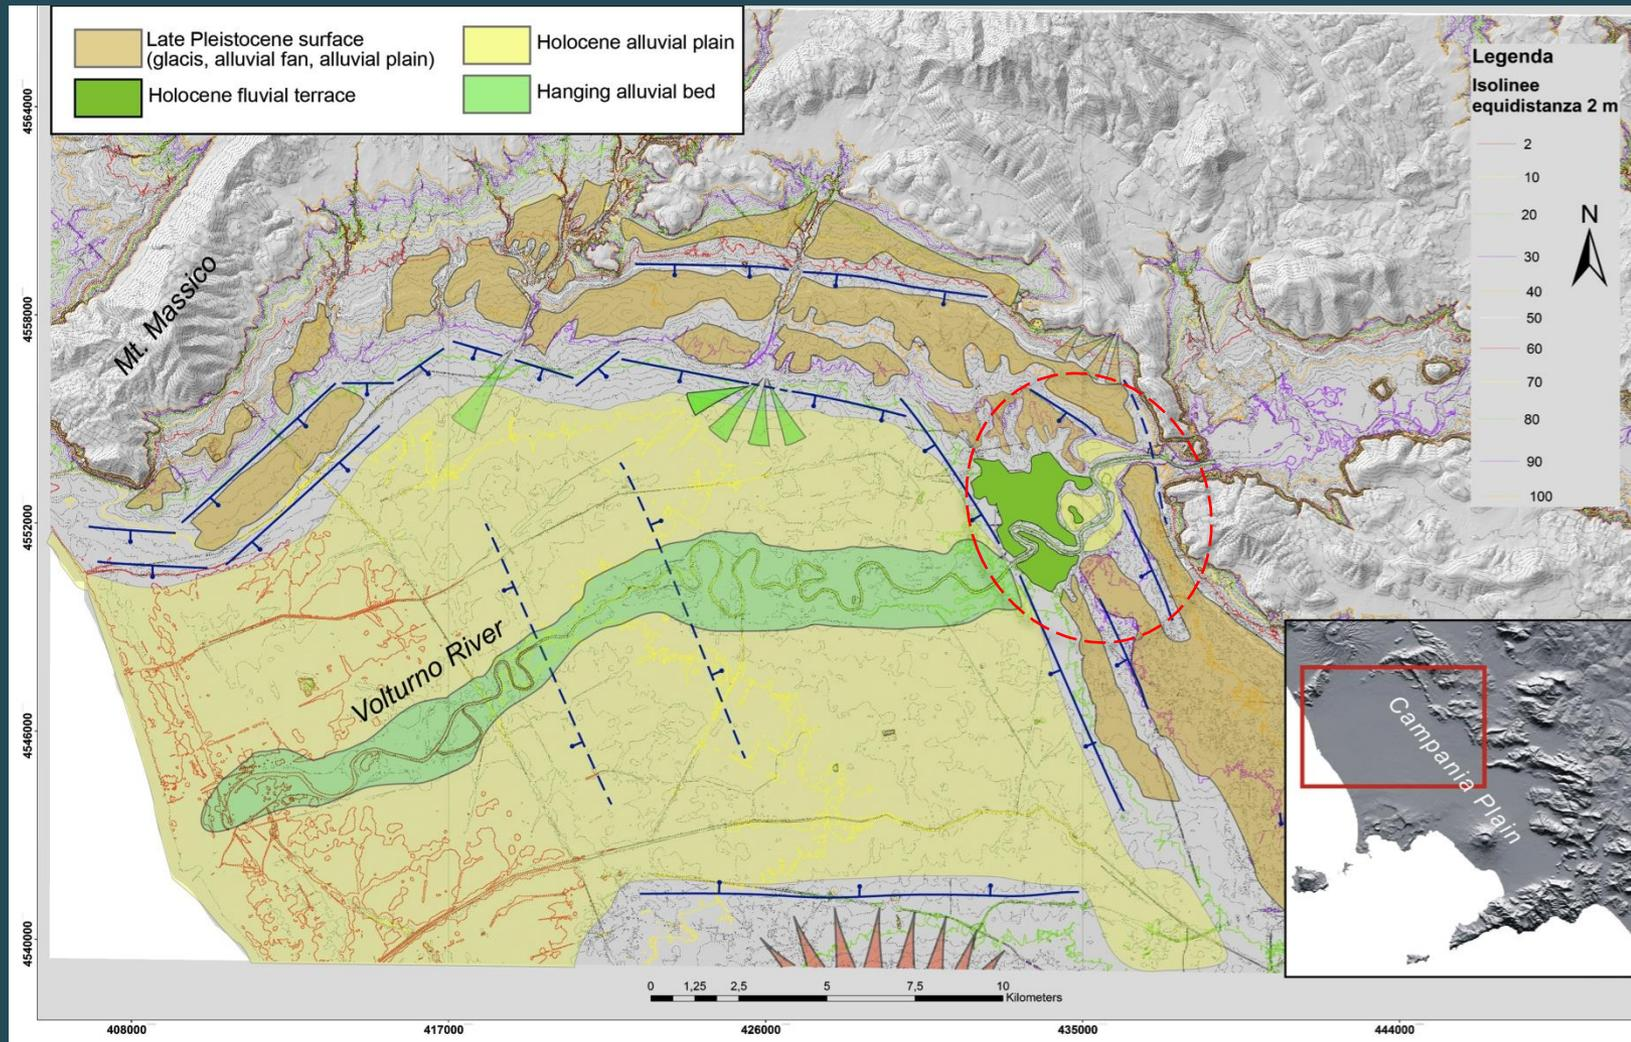 Late Pleistocene surface
(glacis, alluvial fan, alluvial plain)
Holocene fluvial terrace
Holocene alluvial plain
Hanging alluvial bed
Legenda
Isolinee
equidistanza 2 m
2
10
20
30
40
50
60
70
80
90
100
N
4564000
4558000
4552000
4546000
4540000
Mt. Massico
Volturno River
Campania Plain
0 1,25 2,5 5 7,5 10
Kilometers
408000 417000 426000 435000 444000